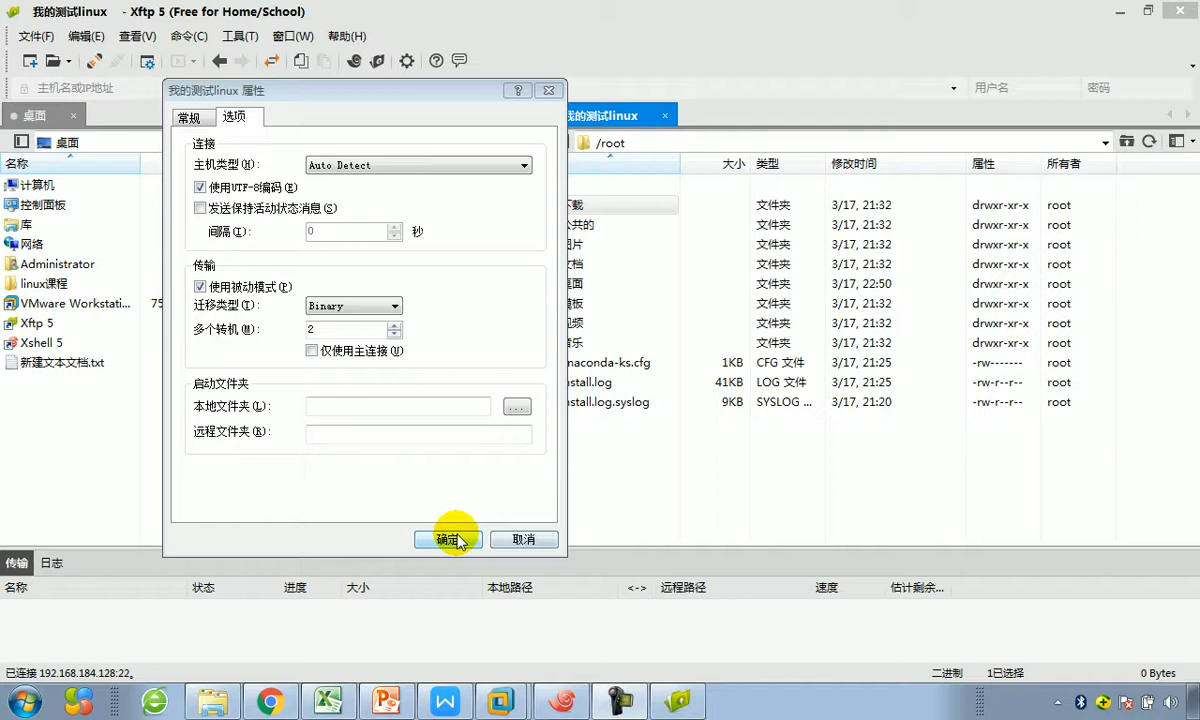 我的测试linux - Xftp 5 (Free for Home/School)
文件(F) 编辑(E) 查看(V) 命令(C) 工具(T) 窗口(W) 帮助(H)
主机名或IP地址 用户名 密码
桌面 × 我的测试linux ×
桌面 /root
名称 大小 类型 修改时间 属性 所有者
计算机
控制面板
库
网络
Administrator
linux课程
VMware Workstati... 75
Xftp 5
Xshell 5
新建文本文档.txt
我的测试linux 属性
常规 选项
连接
主机类型(H): Auto Detect
使用UTF-8编码(E)
发送保持活动状态消息(S)
间隔(I): 0 秒
传输
使用被动模式(P)
迁移类型(T): Binary
多个转机(M): 2
仅使用主连接(U)
启动文件夹
本地文件夹(L): ...
远程文件夹(R):
确定 取消
下载 文件夹 3/17, 21:32 drwxr-xr-x root
公共的 文件夹 3/17, 21:32 drwxr-xr-x root
图片 文件夹 3/17, 21:32 drwxr-xr-x root
文档 文件夹 3/17, 21:32 drwxr-xr-x root
桌面 文件夹 3/17, 22:50 drwxr-xr-x root
模板 文件夹 3/17, 21:32 drwxr-xr-x root
视频 文件夹 3/17, 21:32 drwxr-xr-x root
音乐 文件夹 3/17, 21:32 drwxr-xr-x root
naconda-ks.cfg 1KB CFG 文件 3/17, 21:25 -rw------- root
nstall.log 41KB LOG 文件 3/17, 21:25 -rw-r--r-- root
nstall.log.syslog 9KB SYSLOG ... 3/17, 21:20 -rw-r--r-- root
传输 日志
名称 状态 进度 大小 本地路径 <-> 远程路径 速度 估计剩余...
已连接 192.168.184.128:22。 二进制 1已选择 0 Bytes